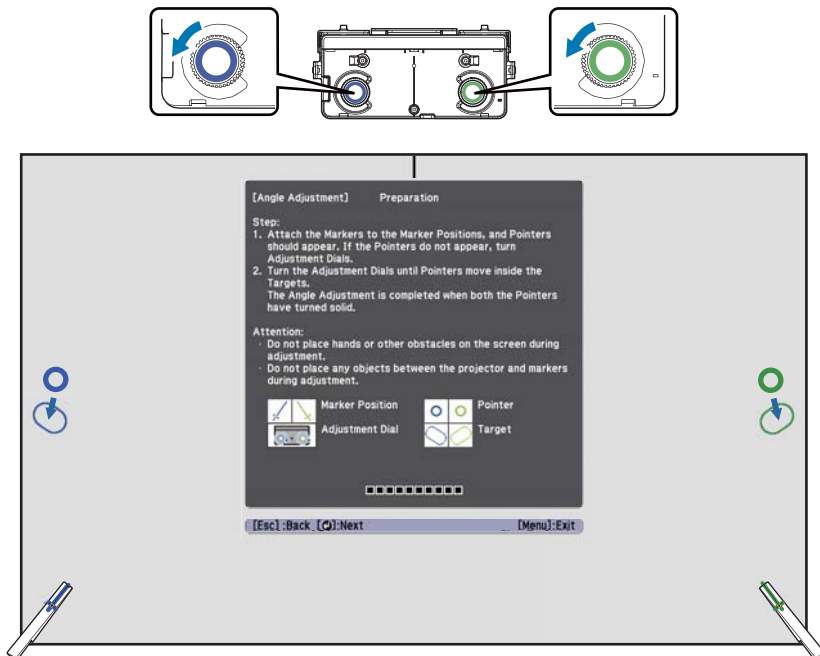 [Angle Adjustment] Preparation
Step:
1. Attach the Markers to the Marker Positions, and Pointers
should appear. If the Pointers do not appear, turn
Adjustment Dials.
2. Turn the Adjustment Dials until Pointers move inside the
Targets.
The Angle Adjustment is completed when both the Pointers
have turned solid.
Attention:
· Do not place hands or other obstacles on the screen during
adjustment.
· Do not place any objects between the projector and markers
during adjustment.
Marker Position
Pointer
Adjustment Dial
Target
[Esc] :Back [⮐]:Next
[Menu]:Exit